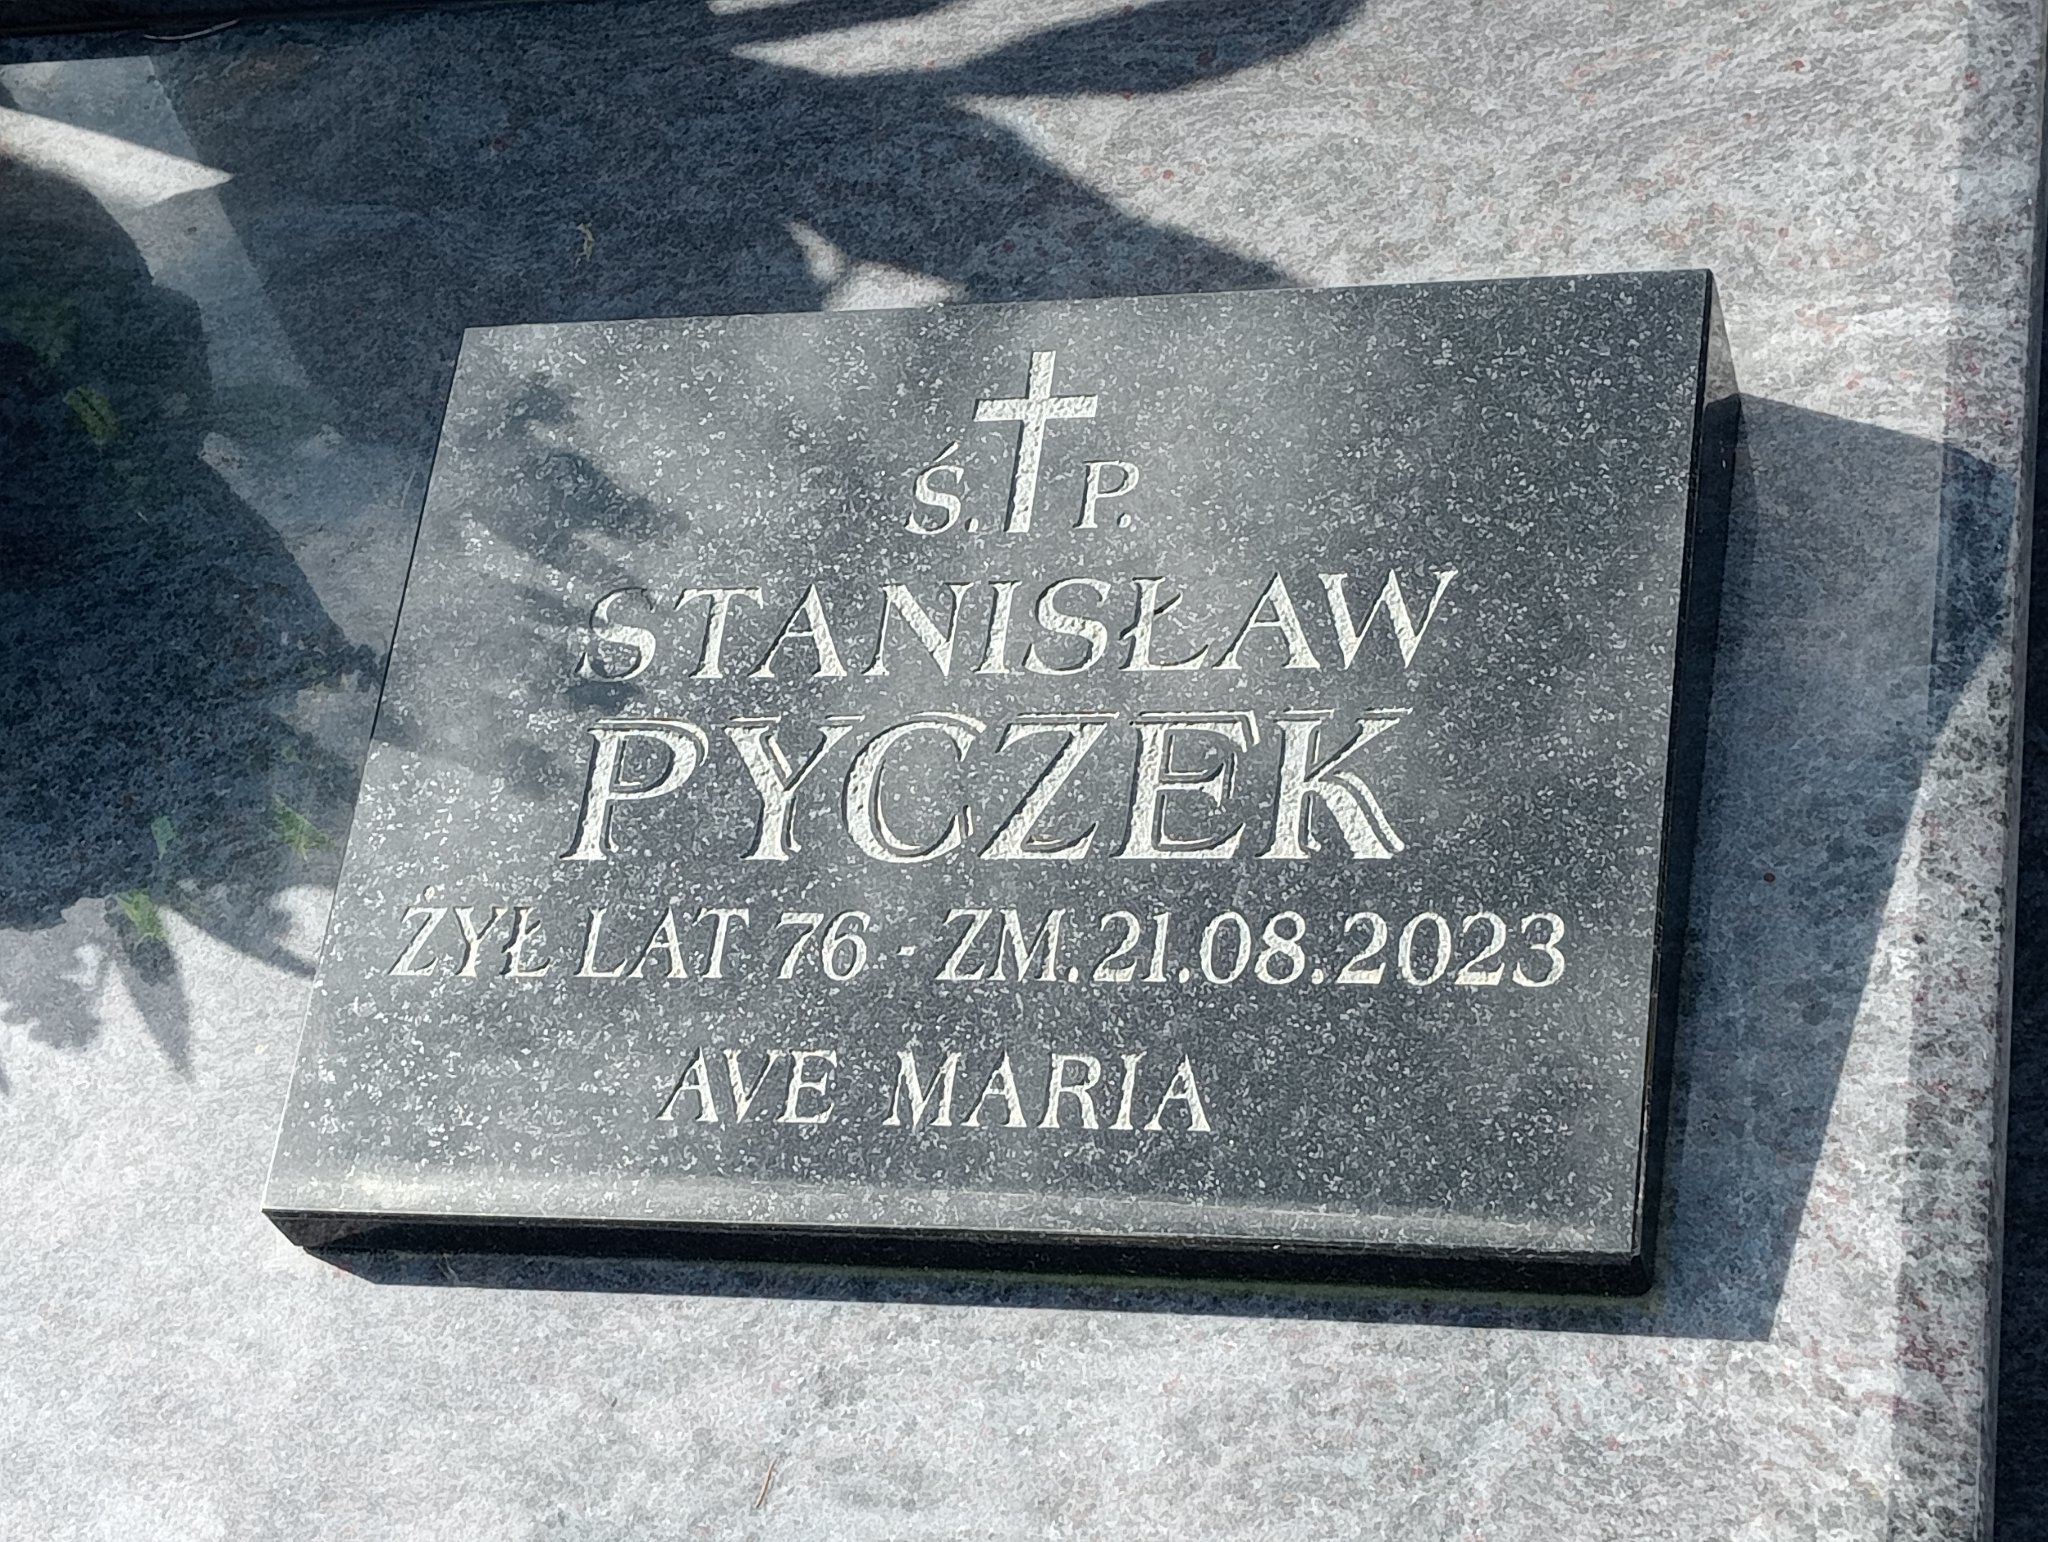 Ś. P.
STANISŁAW
PYCZEK
ŻYŁ LAT 76 - ZM. 21.08.2023
AVE MARIA